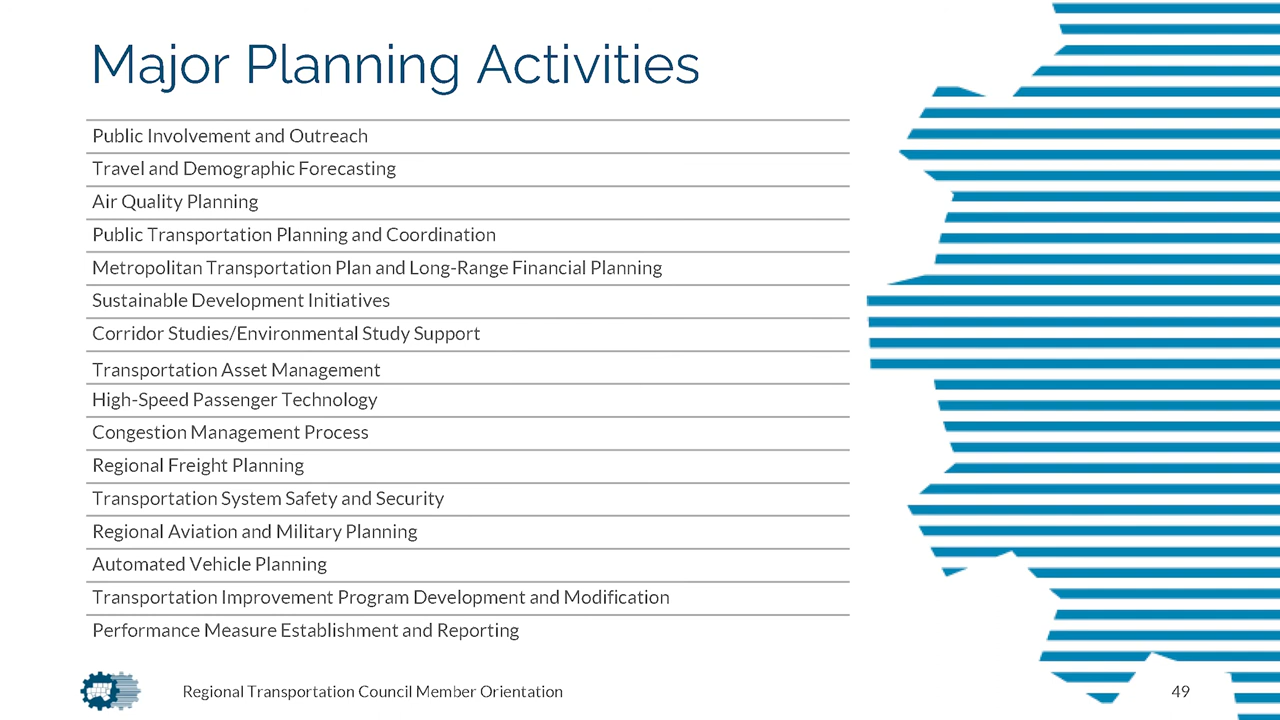 Major Planning Activities
Public Involvement and Outreach
Travel and Demographic Forecasting
Air Quality Planning
Public Transportation Planning and Coordination
Metropolitan Transportation Plan and Long-Range Financial Planning
Sustainable Development Initiatives
Corridor Studies/Environmental Study Support
Transportation Asset Management
High-Speed Passenger Technology
Congestion Management Process
Regional Freight Planning
Transportation System Safety and Security
Regional Aviation and Military Planning
Automated Vehicle Planning
Transportation Improvement Program Development and Modification
Performance Measure Establishment and Reporting
Regional Transportation Council Member Orientation
49